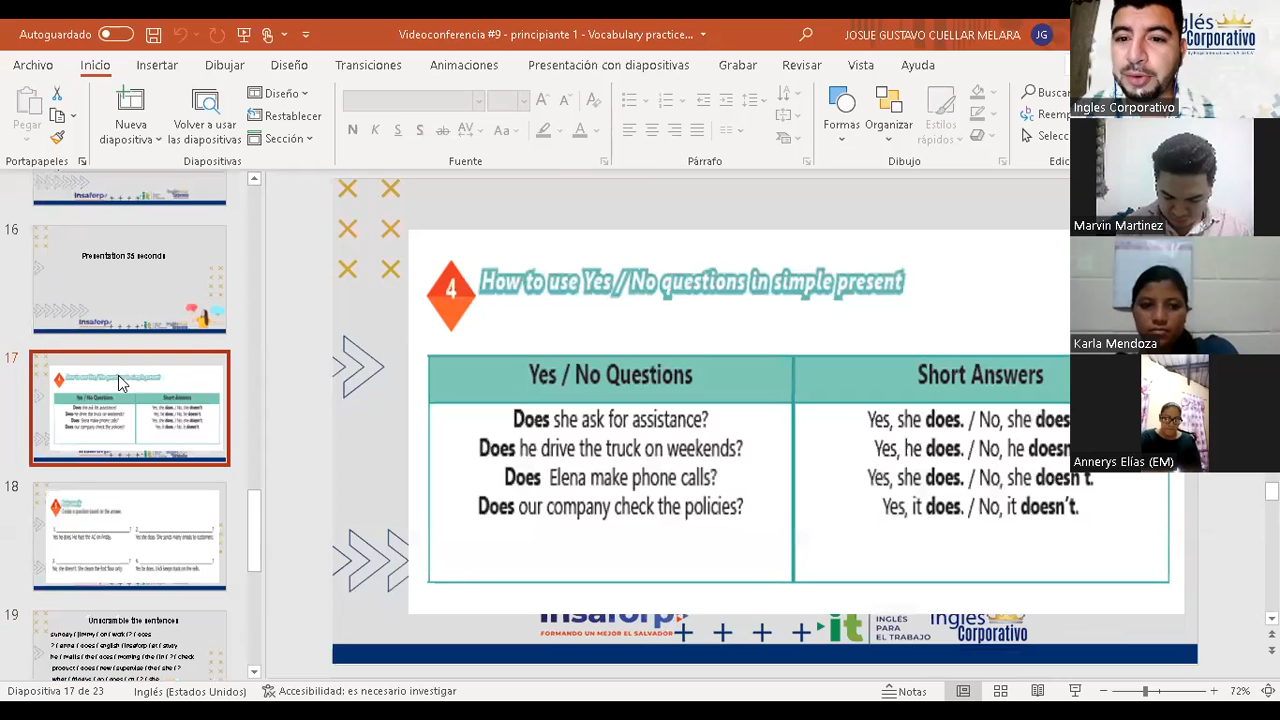 Autoguardado
Videoconferencia #9 - principiante 1 - Vocabulary practice...
JOSUE GUSTAVO CUELLAR MELARA
JG
Inglés
Corporativo
Archivo
Inicio
Insertar
Dibujar
Diseño
Transiciones
Animacion
resentación con diapositivas
Grabar
Revisar
Vista
Ayuda
Pegar
Portapapeles
Nueva
diapositiva
Volver a usar
las diapositivas
Diseño
Restablecer
Sección
Diapositivas
N K S S ab AV Aa A
Fuente
Párrafo
Formas
Organizar
Estilos
rápidos
Dibujo
Buscar
Reemp
Selecc
Edic
Ingles Corporativo
Marvin Martinez
Karla Mendoza
Annerys Elías (EM)
16
Presentation 35 seconds
17
18
19
Unscramble the sentences
4
How to use Yes / No questions in simple present
Yes / No Questions
Short Answers
Does she ask for assistance?
Yes, she does. / No, she does
Does he drive the truck on weekends?
Yes, he does. / No, he doesn
Does Elena make phone calls?
Yes, she does. / No, she doesn't.
Does our company check the policies?
Yes, it does. / No, it doesn't.
insaforp
FORMANDO UN MEJOR EL SALVADOR
it
INGLÉS
PARA EL
TRABAJO
Inglés
Corporativo
Diapositiva 17 de 23
Inglés (Estados Unidos)
Accesibilidad: es necesario investigar
Notas
72%